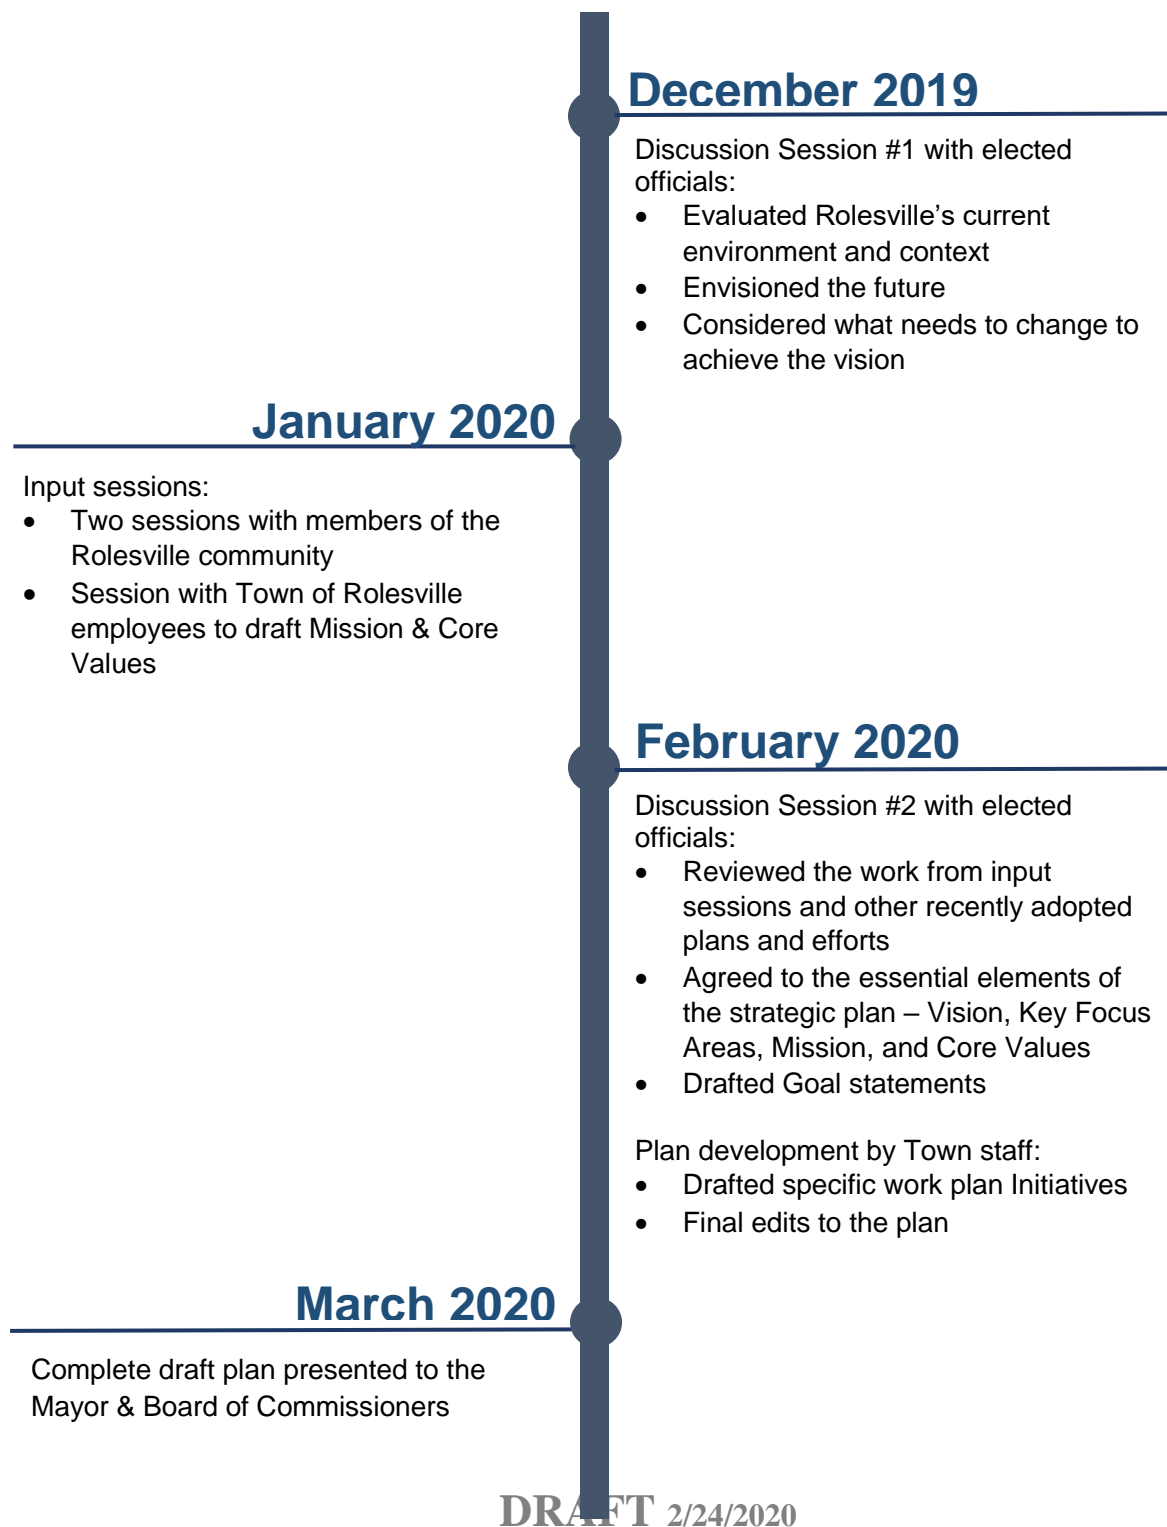 December 2019
Discussion Session #1 with elected
officials:
• Evaluated Rolesville’s current
environment and context
• Envisioned the future
• Considered what needs to change to
achieve the vision
January 2020
Input sessions:
• Two sessions with members of the
Rolesville community
• Session with Town of Rolesville
employees to draft Mission & Core
Values
February 2020
Discussion Session #2 with elected
officials:
• Reviewed the work from input
sessions and other recently adopted
plans and efforts
• Agreed to the essential elements of
the strategic plan – Vision, Key Focus
Areas, Mission, and Core Values
• Drafted Goal statements
Plan development by Town staff:
• Drafted specific work plan Initiatives
• Final edits to the plan
March 2020
Complete draft plan presented to the
Mayor & Board of Commissioners
DRAFT 2/24/2020